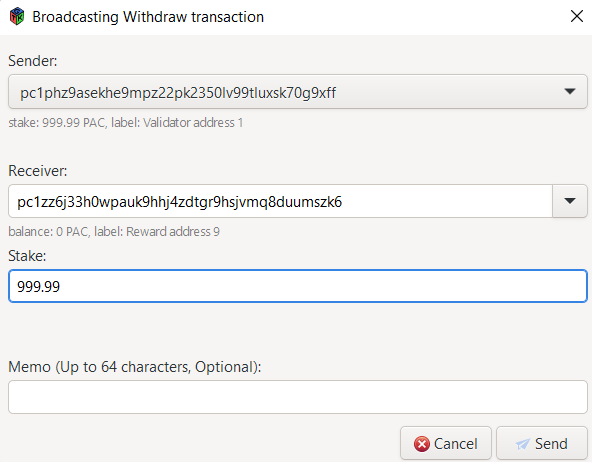 Broadcasting Withdraw transaction
Sender:
pc1phz9asekhe9mpz22pk2350lv99tluxsk70g9xff
stake: 999.99 PAC, label: Validator address 1
Receiver:
pc1zz6j33h0wpauk9hhj4zdtgr9hsjvmq8duumszk6
balance: 0 PAC, label: Reward address 9
Stake:
999.99
Memo (Up to 64 characters, Optional):
Cancel
Send